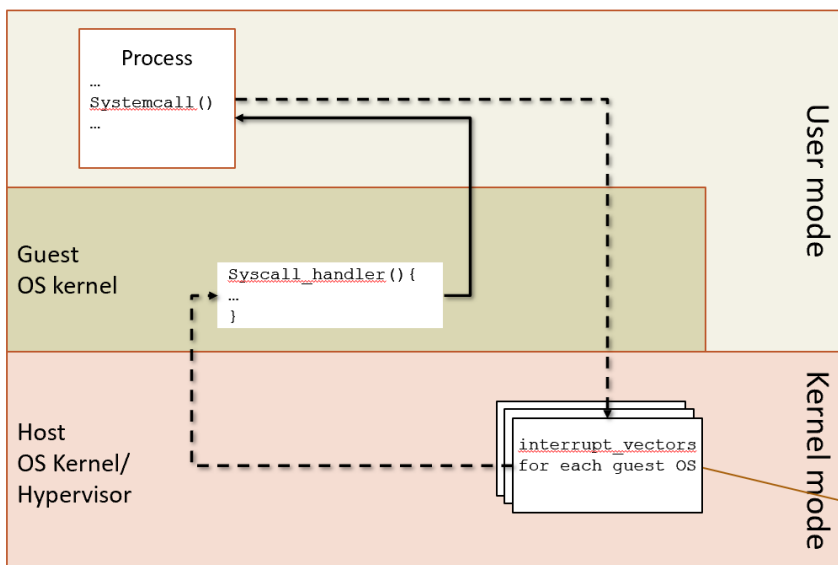 Process
…
Systemcall()
…
User mode
Guest
OS kernel
Syscall_handler(){
…
}
Host
OS Kernel/
Hypervisor
interrupt_vectors
for each guest OS
Kernel mode